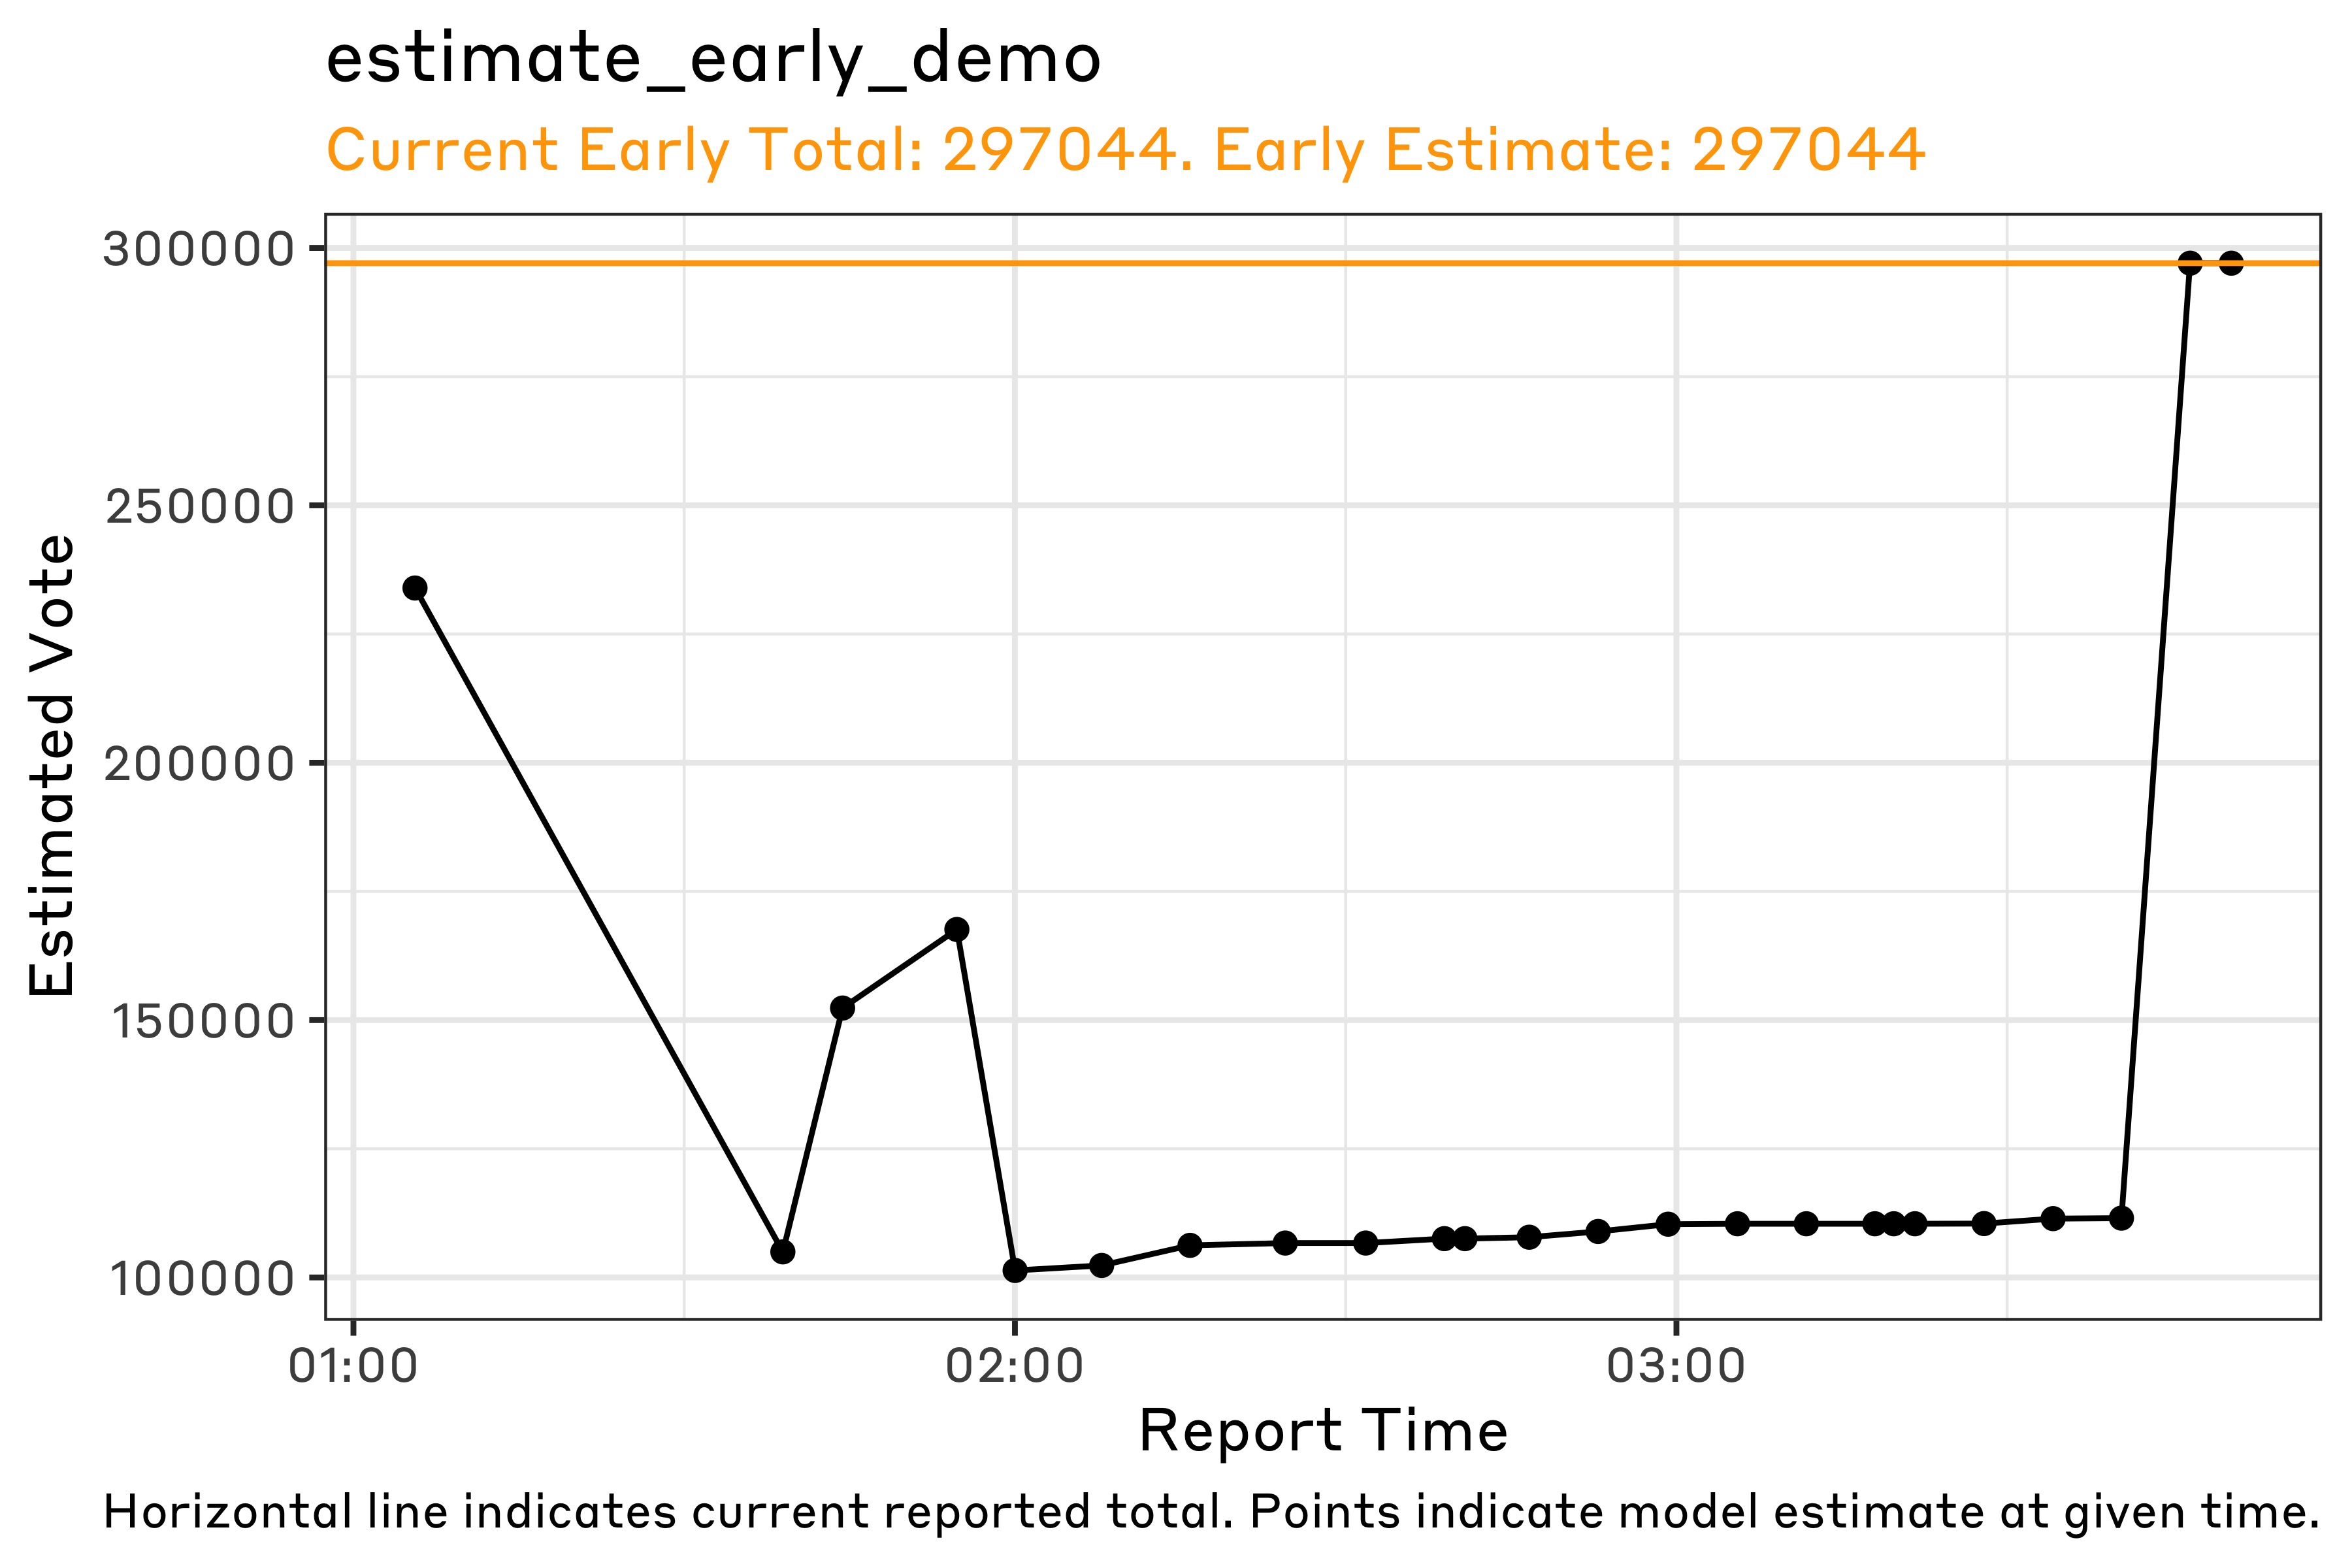 estimate_early_demo
Current Early Total: 297044. Early Estimate: 297044
300000
250000
200000
150000
100000
Estimated Vote
01:00 02:00 03:00
Report Time
Horizontal line indicates current reported total. Points indicate model estimate at given time.